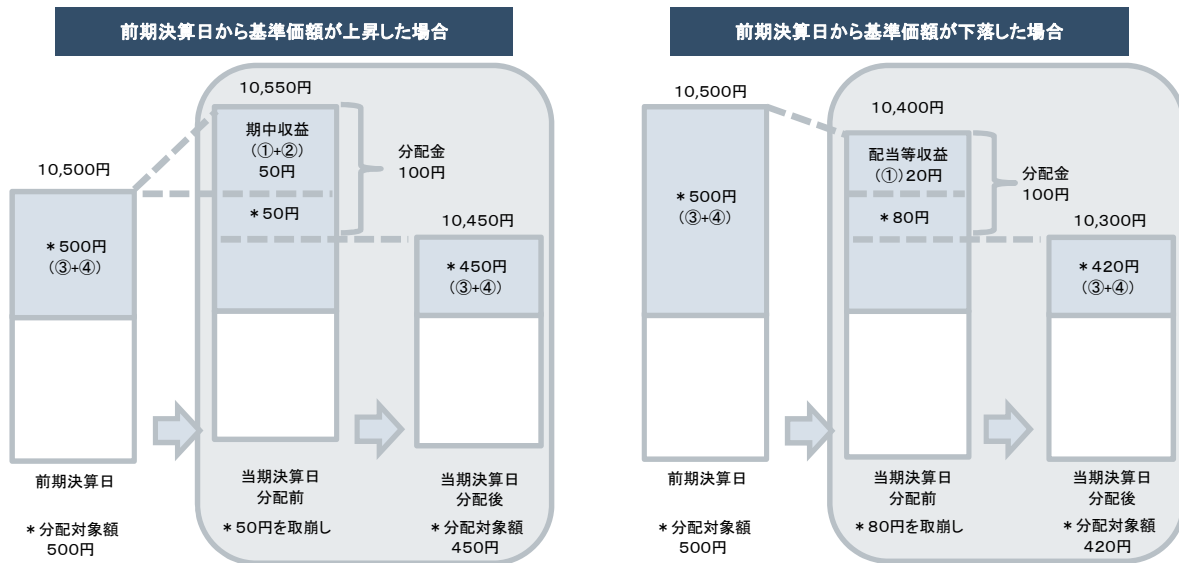 前期決算日から基準価額が上昇した場合
10,550円
期中収益
(①+②)
50円
分配金
100円
10,500円
*50円
10,450円
*500円
(③+④)
*450円
(③+④)
前期決算日
当期決算日
分配前
当期決算日
分配後
*分配対象額
500円
*50円を取崩し
*分配対象額
450円
前期決算日から基準価額が下落した場合
10,500円
10,400円
配当等収益
(①)20円
分配金
100円
*500円
(③+④)
*80円
10,300円
*420円
(③+④)
前期決算日
当期決算日
分配前
当期決算日
分配後
*分配対象額
500円
*80円を取崩し
*分配対象額
420円